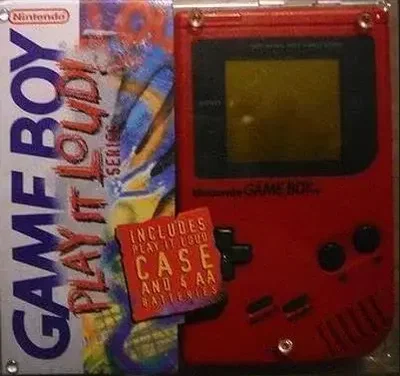 Nintendo
GAME BOY
PLAY IT LOUD!
SERIES
INCLUDES
PLAY IT LOUD
CASE
AND 4 AA
BATTERIES
Nintendo GAME BOY